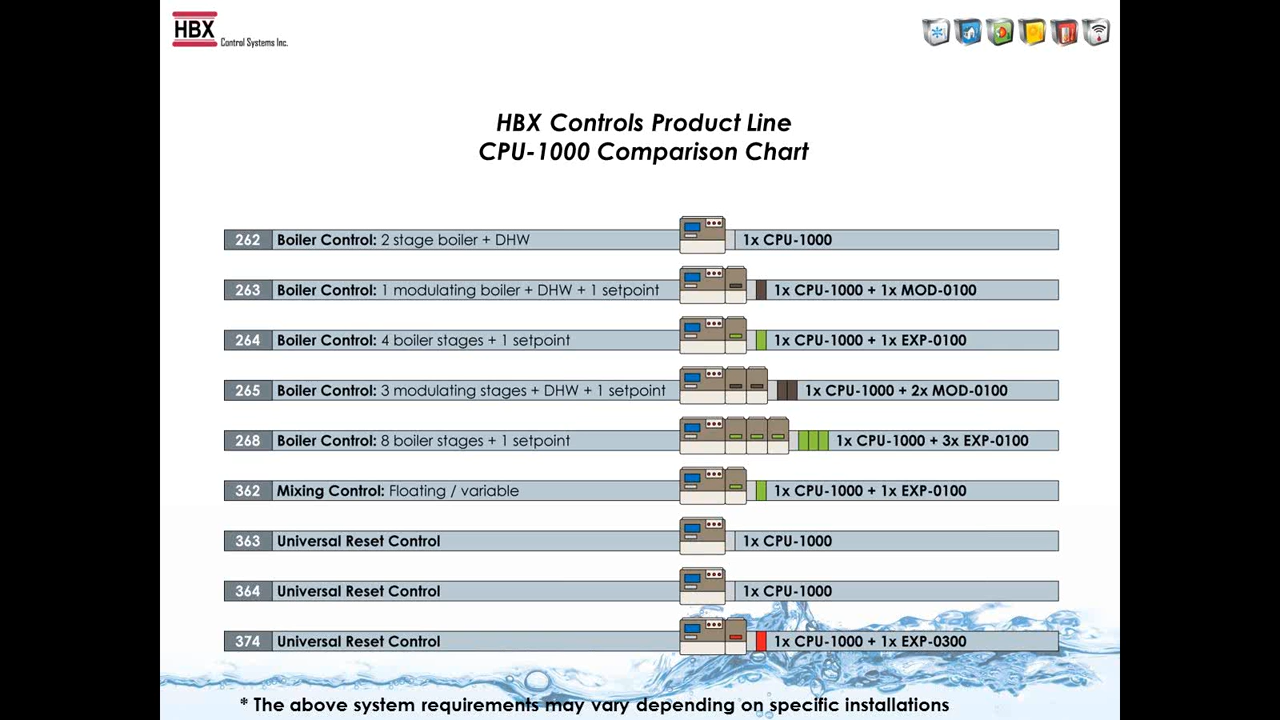 HBX
Control Systems Inc.
HBX Controls Product Line
CPU-1000 Comparison Chart
262 Boiler Control: 2 stage boiler + DHW 1x CPU-1000
263 Boiler Control: 1 modulating boiler + DHW + 1 setpoint 1x CPU-1000 + 1x MOD-0100
264 Boiler Control: 4 boiler stages + 1 setpoint 1x CPU-1000 + 1x EXP-0100
265 Boiler Control: 3 modulating stages + DHW + 1 setpoint 1x CPU-1000 + 2x MOD-0100
268 Boiler Control: 8 boiler stages + 1 setpoint 1x CPU-1000 + 3x EXP-0100
362 Mixing Control: Floating / variable 1x CPU-1000 + 1x EXP-0100
363 Universal Reset Control 1x CPU-1000
364 Universal Reset Control 1x CPU-1000
374 Universal Reset Control 1x CPU-1000 + 1x EXP-0300
* The above system requirements may vary depending on specific installations